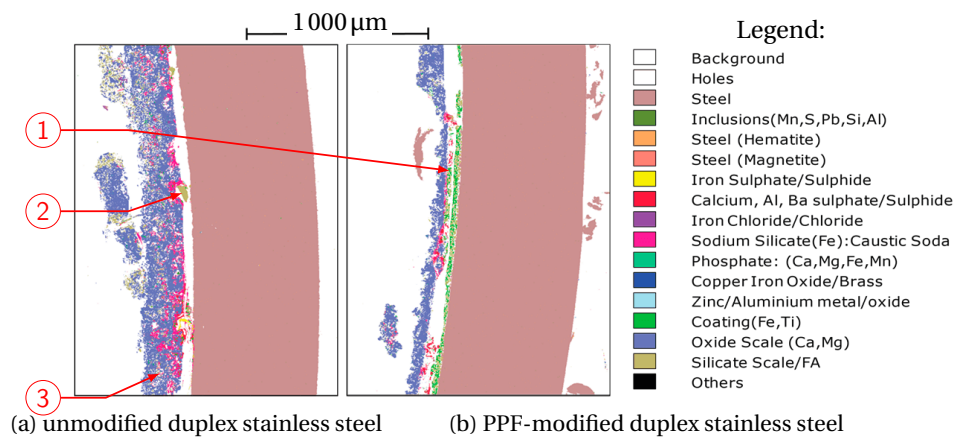 1 000 µm
Legend:
Background
Holes
Steel
Inclusions(Mn,S,Pb,Si,Al)
Steel (Hematite)
Steel (Magnetite)
Iron Sulphate/Sulphide
Calcium, Al, Ba sulphate/Sulphide
Iron Chloride/Chloride
Sodium Silicate(Fe):Caustic Soda
Phosphate: (Ca,Mg,Fe,Mn)
Copper Iron Oxide/Brass
Zinc/Aluminium metal/oxide
Coating(Fe,Ti)
Oxide Scale (Ca,Mg)
Silicate Scale/FA
Others
1
2
3
(a) unmodified duplex stainless steel
(b) PPF-modified duplex stainless steel